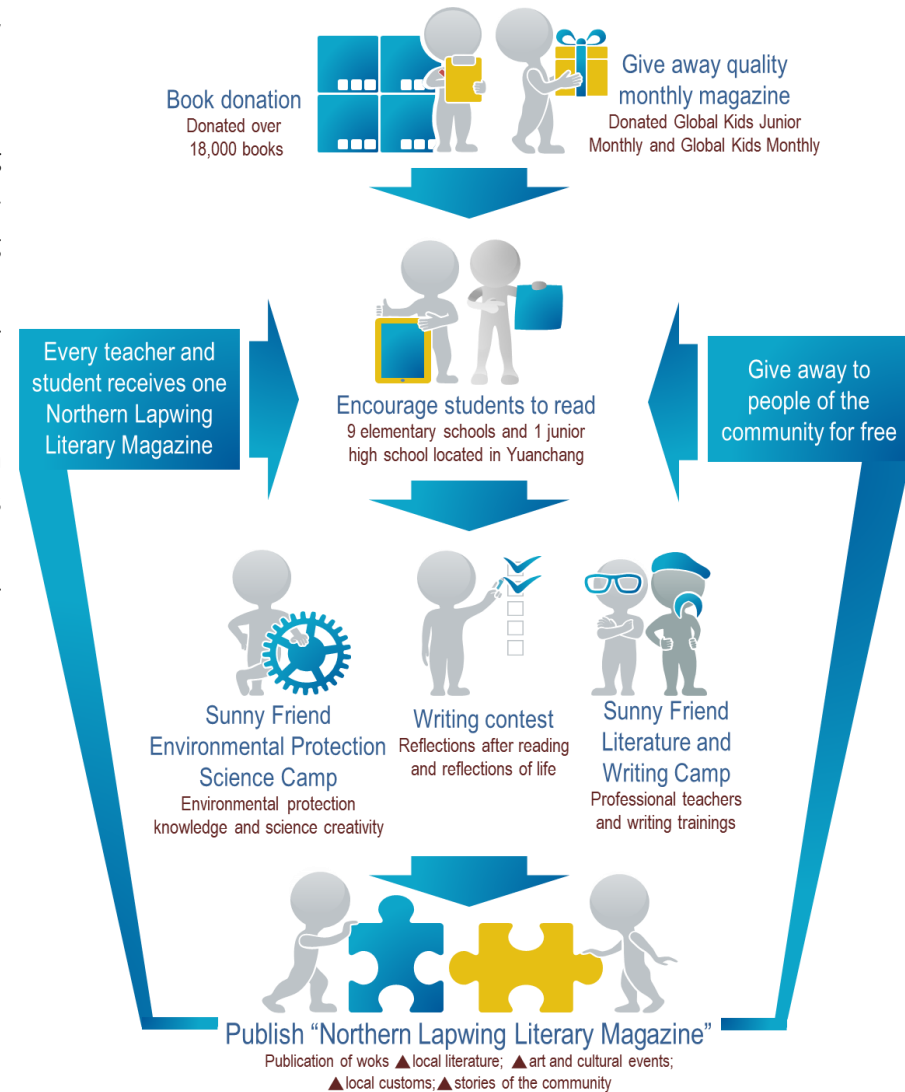 Book donation
Donated over
18,000 books
Give away quality
monthly magazine
Donated Global Kids Junior
Monthly and Global Kids Monthly
Every teacher and
student receives one
Northern Lapwing
Literary Magazine
Encourage students to read
9 elementary schools and 1 junior
high school located in Yuanchang
Give away to
people of the
community for free
Sunny Friend
Environmental Protection
Science Camp
Environmental protection
knowledge and science creativity
Writing contest
Reflections after reading
and reflections of life
Sunny Friend
Literature and
Writing Camp
Professional teachers
and writing trainings
Publish “Northern Lapwing Literary Magazine”
Publication of woks ▲local literature; ▲art and cultural events;
▲local customs;▲stories of the community